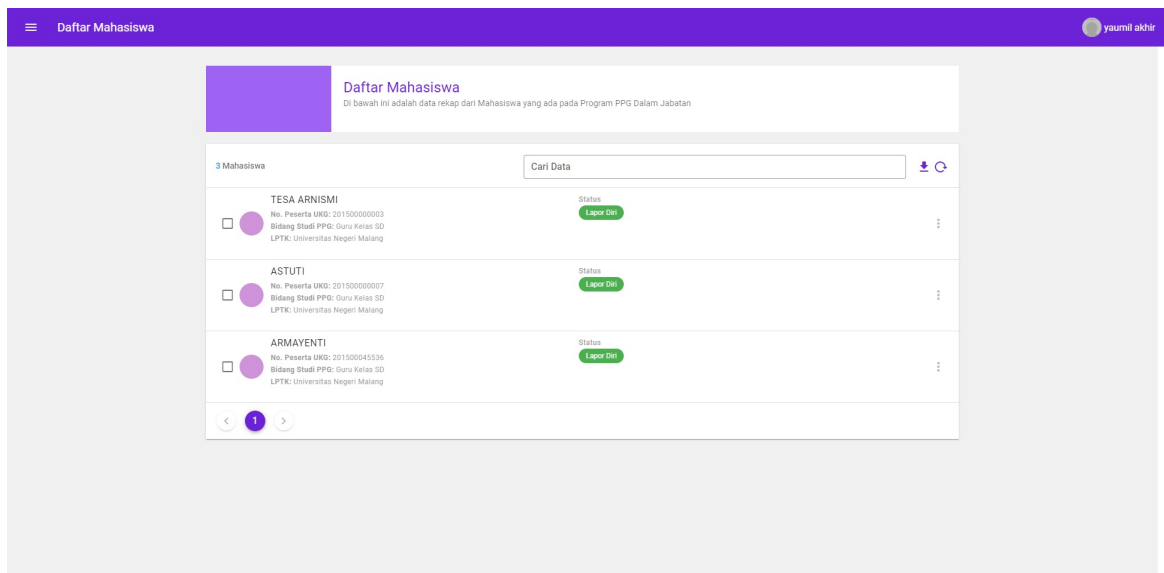 Daftar Mahasiswa
yaumil akhir
Daftar Mahasiswa
Di bawah ini adalah data rekap dari Mahasiswa yang ada pada Program PPG Dalam Jabatan
3 Mahasiswa
Cari Data
TESA ARNISMI
No. Peserta UKG: 201500000003
Bidang Studi PPG: Guru Kelas SD
LPTK: Universitas Negeri Malang
Status
Lapor Diri
ASTUTI
No. Peserta UKG: 201500000007
Bidang Studi PPG: Guru Kelas SD
LPTK: Universitas Negeri Malang
Status
Lapor Diri
ARMAYENTI
No. Peserta UKG: 201500045536
Bidang Studi PPG: Guru Kelas SD
LPTK: Universitas Negeri Malang
Status
Lapor Diri
1